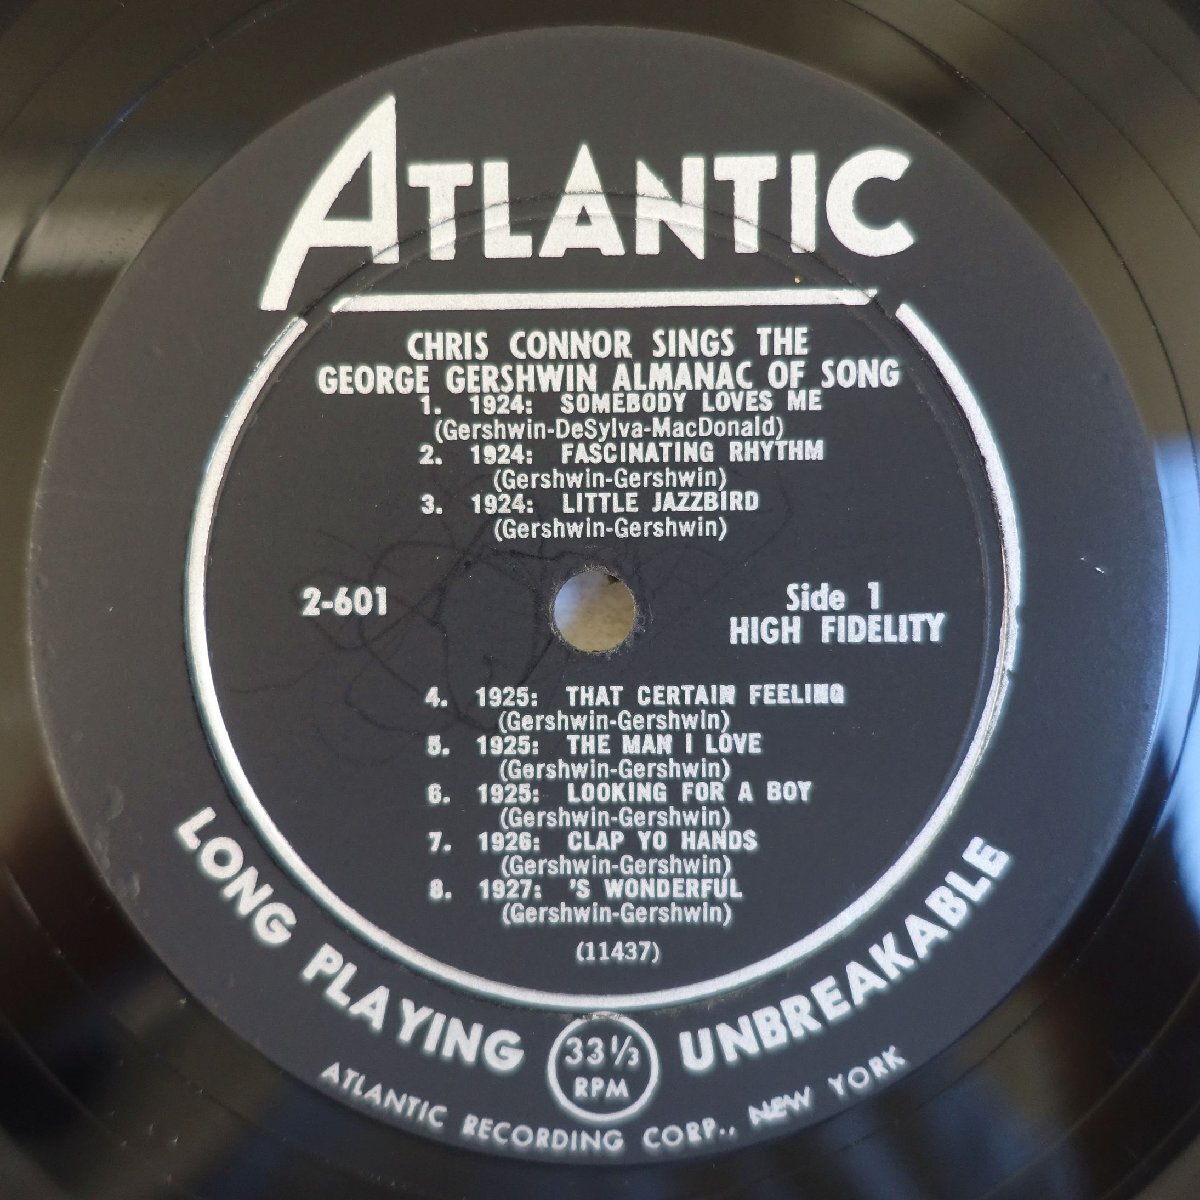 ATLANTIC
CHRIS CONNOR SINGS THE
GEORGE GERSHWIN ALMANAC OF SONG
1. 1924: SOMEBODY LOVES ME
(Gershwin-DeSylva-MacDonald)
2. 1924: FASCINATING RHYTHM
(Gershwin-Gershwin)
3. 1924: LITTLE JAZZBIRD
(Gershwin-Gershwin)
2-601
Side 1
HIGH FIDELITY
4. 1925: THAT CERTAIN FEELING
(Gershwin-Gershwin)
5. 1925: THE MAN I LOVE
(Gershwin-Gershwin)
6. 1925: LOOKING FOR A BOY
(Gershwin-Gershwin)
7. 1926: CLAP YO HANDS
(Gershwin-Gershwin)
8. 1927: 'S WONDERFUL
(Gershwin-Gershwin)
(11437)
LONG PLAYING UNBREAKABLE
33 1/3
RPM
ATLANTIC RECORDING CORP., NEW YORK